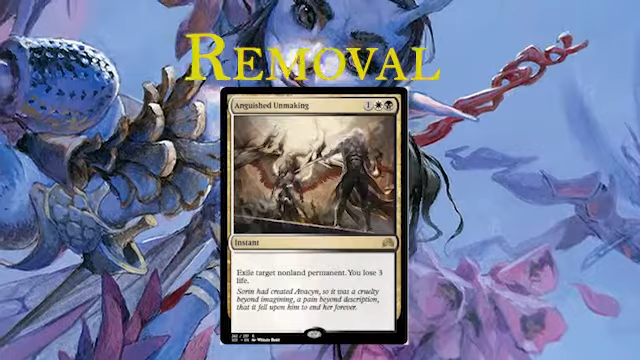 REMOVAL
Anguished Unmaking 1
Instant
Exile target nonland permanent. You lose 3
life.
Sorin had created Avacyn, so it was a cruelty
beyond imagining, a pain beyond description,
that it fell upon him to end her forever.